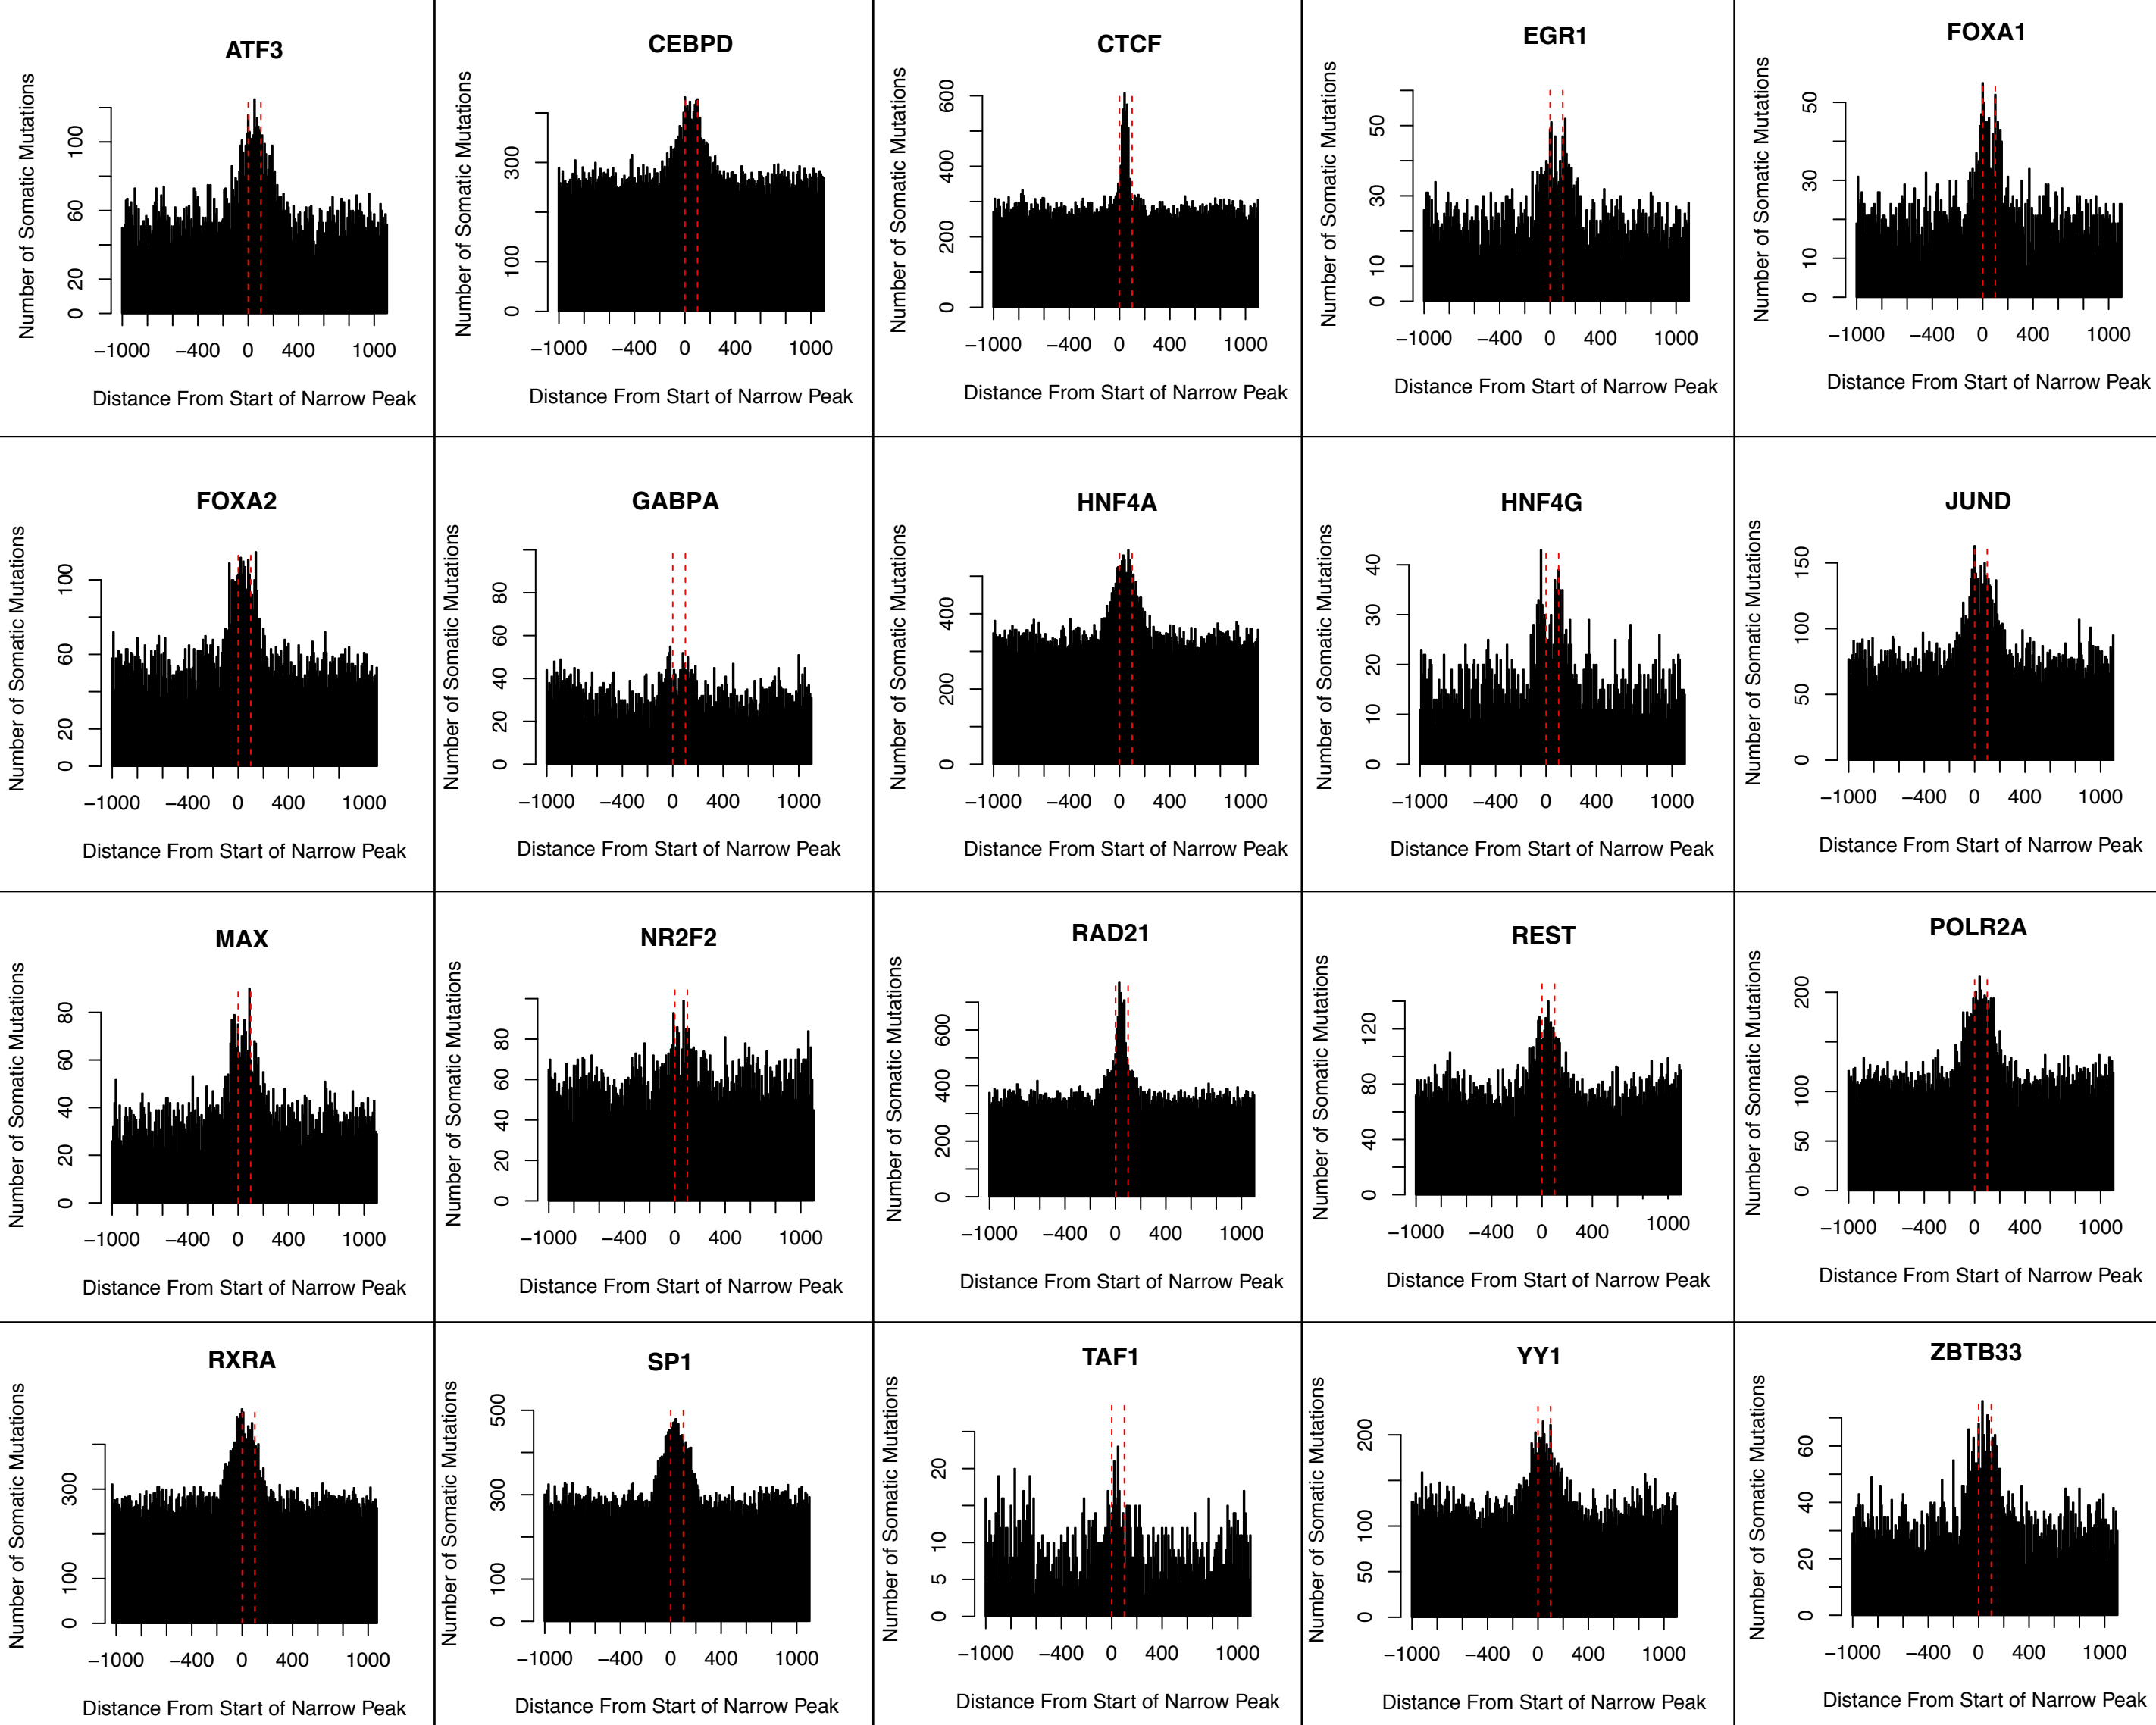 ATF3
Number of Somatic Mutations
0 20 60 100
−1000 −400 0 400 1000
Distance From Start of Narrow Peak
CEBPD
Number of Somatic Mutations
0 100 300
−1000 −400 0 400 1000
Distance From Start of Narrow Peak
CTCF
Number of Somatic Mutations
0 200 400 600
−1000 −400 0 400 1000
Distance From Start of Narrow Peak
EGR1
Number of Somatic Mutations
0 10 30 50
−1000 −400 0 400 1000
Distance From Start of Narrow Peak
FOXA1
Number of Somatic Mutations
0 10 30 50
−1000 −400 0 400 1000
Distance From Start of Narrow Peak
FOXA2
Number of Somatic Mutations
0 20 60 100
−1000 −400 0 400 1000
Distance From Start of Narrow Peak
GABPA
Number of Somatic Mutations
0 20 40 60 80
−1000 −400 0 400 1000
Distance From Start of Narrow Peak
HNF4A
Number of Somatic Mutations
0 200 400
−1000 −400 0 400 1000
Distance From Start of Narrow Peak
HNF4G
Number of Somatic Mutations
0 10 20 30 40
−1000 −400 0 400 1000
Distance From Start of Narrow Peak
JUND
Number of Somatic Mutations
0 50 100 150
−1000 −400 0 400 1000
Distance From Start of Narrow Peak
MAX
Number of Somatic Mutations
0 20 40 60 80
−1000 −400 0 400 1000
Distance From Start of Narrow Peak
NR2F2
Number of Somatic Mutations
0 20 40 60 80
−1000 −400 0 400 1000
Distance From Start of Narrow Peak
RAD21
Number of Somatic Mutations
0 200 400 600
−1000 −400 0 400 1000
Distance From Start of Narrow Peak
REST
Number of Somatic Mutations
0 40 80 120
−1000 −400 0 400 1000
Distance From Start of Narrow Peak
POLR2A
Number of Somatic Mutations
0 50 100 200
−1000 −400 0 400 1000
Distance From Start of Narrow Peak
RXRA
Number of Somatic Mutations
0 100 300
−1000 −400 0 400 1000
Distance From Start of Narrow Peak
SP1
Number of Somatic Mutations
0 100 300 500
−1000 −400 0 400 1000
Distance From Start of Narrow Peak
TAF1
Number of Somatic Mutations
0 5 10 20
−1000 −400 0 400 1000
Distance From Start of Narrow Peak
YY1
Number of Somatic Mutations
0 50 100 200
−1000 −400 0 400 1000
Distance From Start of Narrow Peak
ZBTB33
Number of Somatic Mutations
0 20 40 60
−1000 −400 0 400 1000
Distance From Start of Narrow Peak